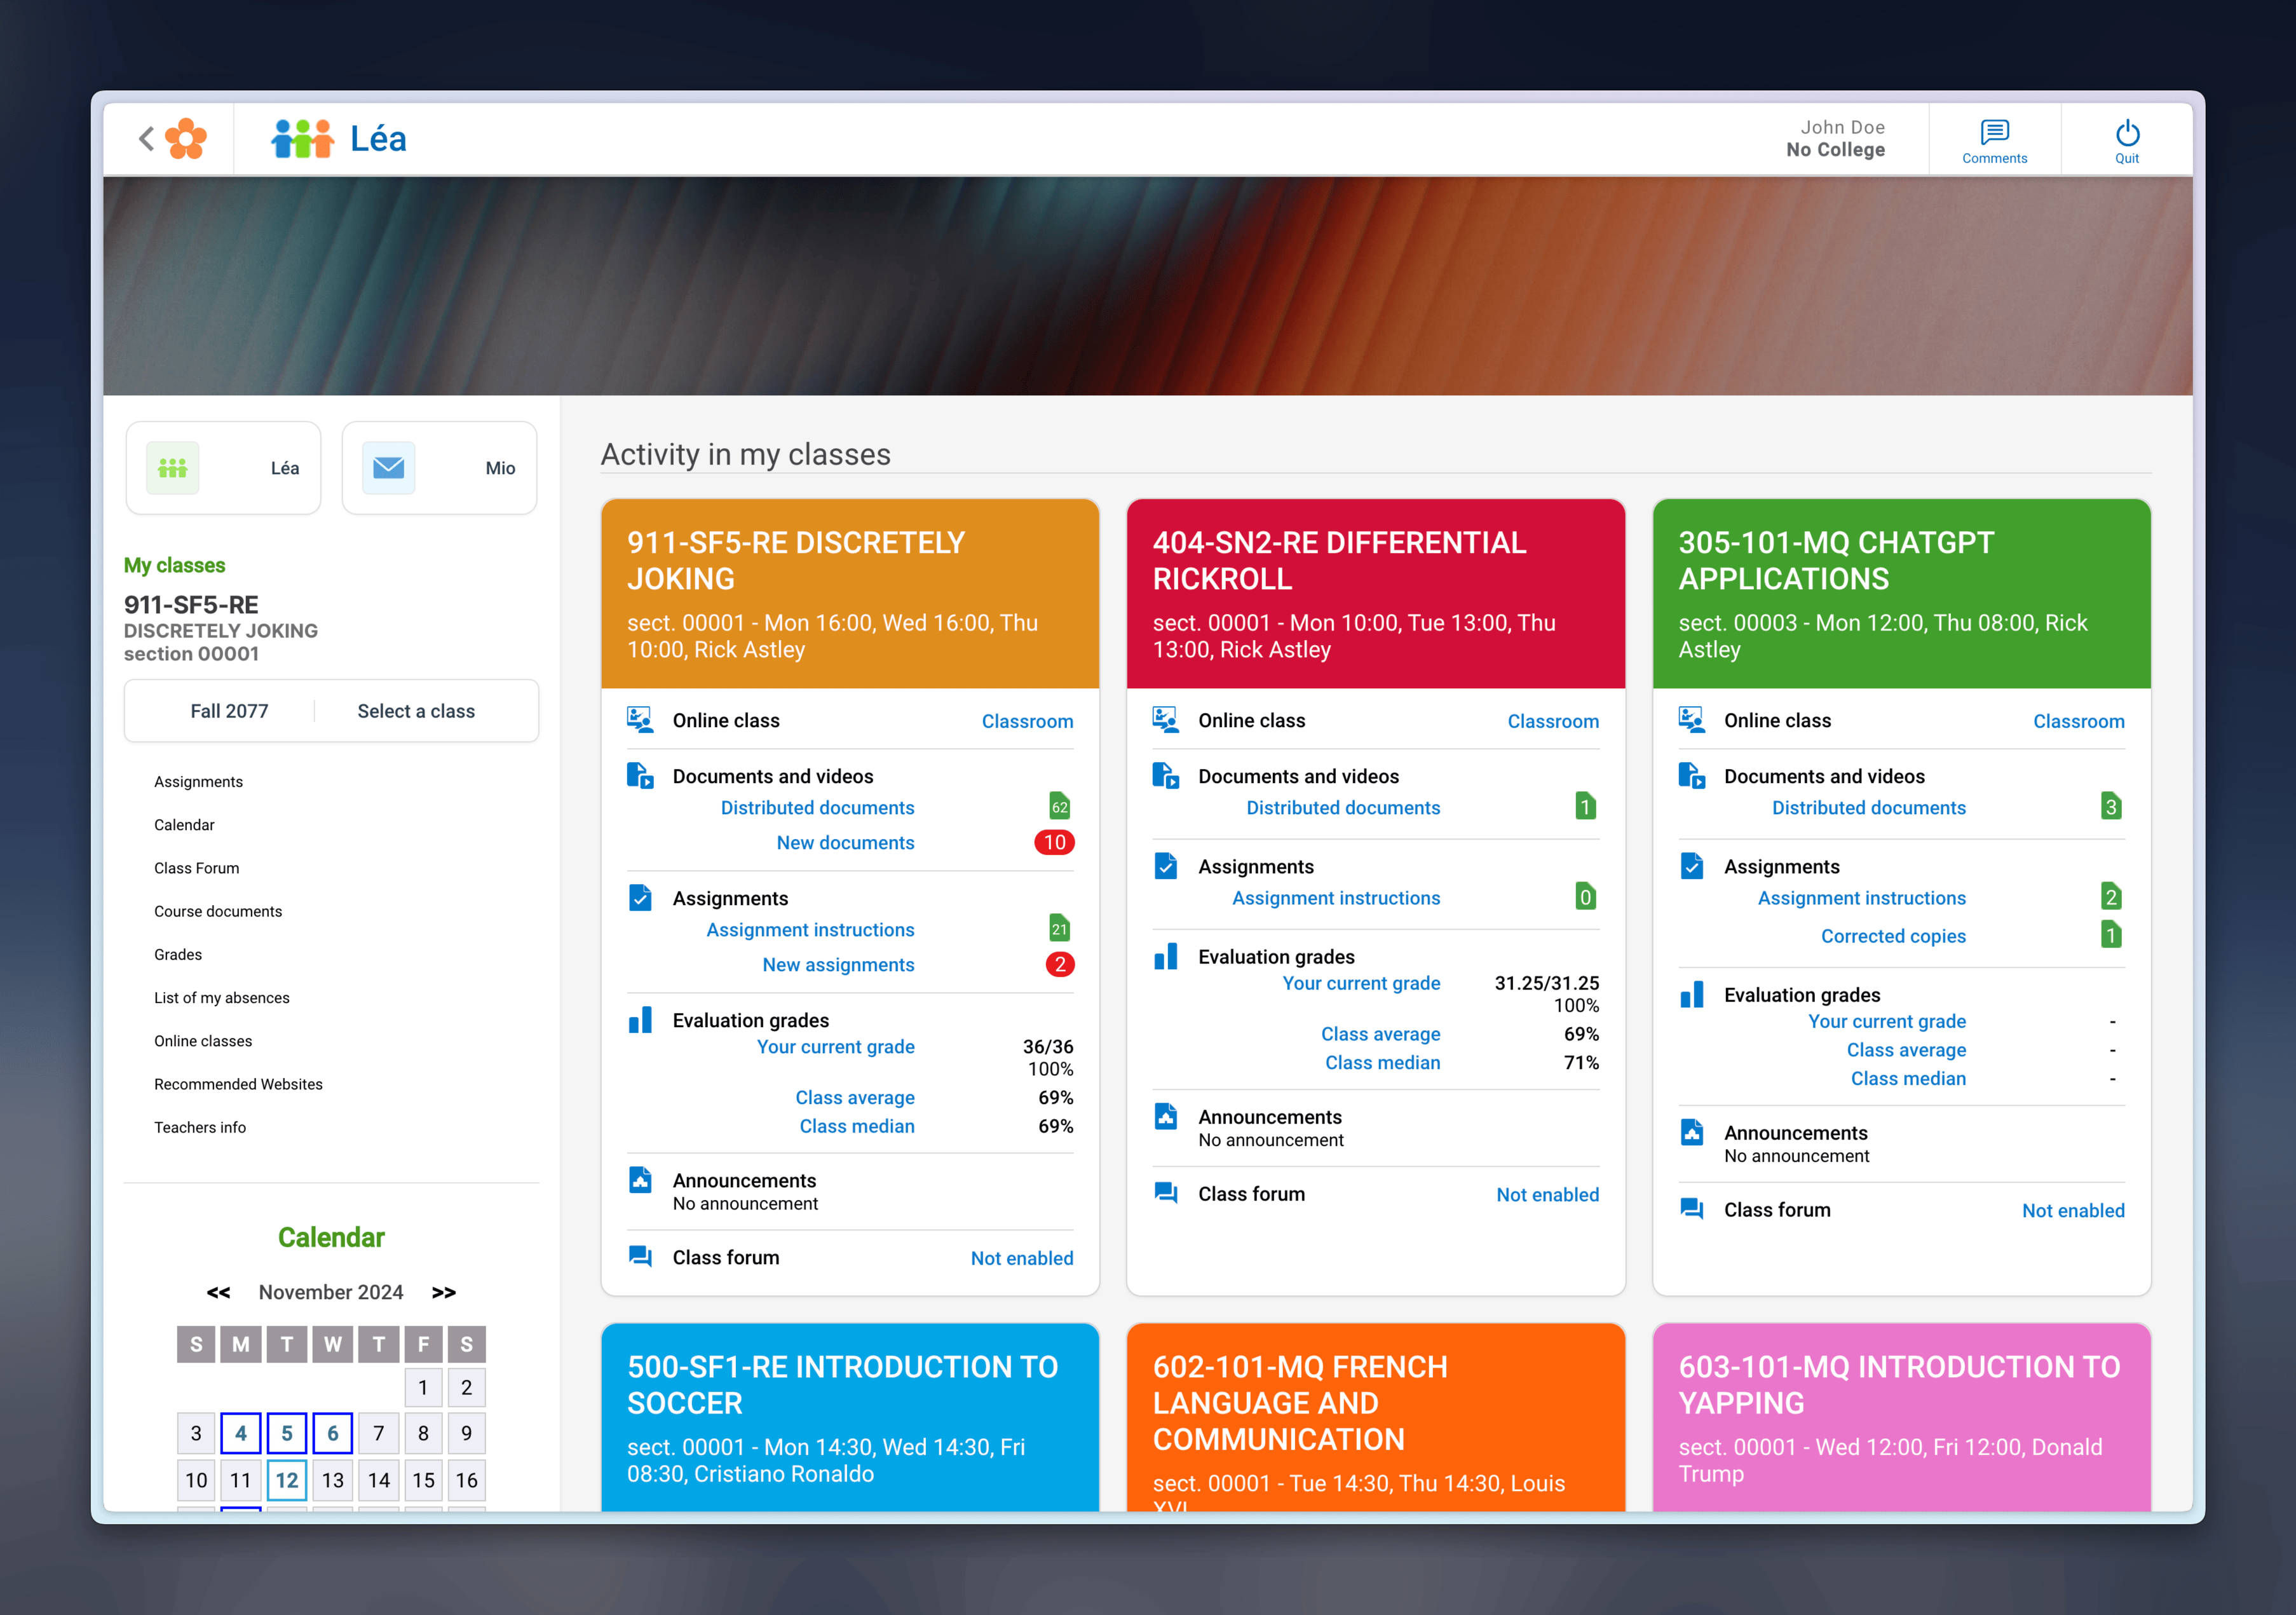 Léa
John Doe
No College
Comments
Quit
Léa
Mio
My classes
911-SF5-RE
DISCRETELY JOKING
section 00001
Fall 2077
Select a class
Assignments
Calendar
Class Forum
Course documents
Grades
List of my absences
Online classes
Recommended Websites
Teachers info
Calendar
<< November 2024 >>
S M T W T F S
1 2
3 4 5 6 7 8 9
10 11 12 13 14 15 16
Activity in my classes
911-SF5-RE DISCRETELY
JOKING
sect. 00001 - Mon 16:00, Wed 16:00, Thu
10:00, Rick Astley
Online class Classroom
Documents and videos
Distributed documents 62
New documents 10
Assignments
Assignment instructions 21
New assignments 2
Evaluation grades
Your current grade 36/36
100%
Class average 69%
Class median 69%
Announcements
No announcement
Class forum Not enabled
404-SN2-RE DIFFERENTIAL
RICKROLL
sect. 00001 - Mon 10:00, Tue 13:00, Thu
13:00, Rick Astley
Online class Classroom
Documents and videos
Distributed documents 1
Assignments
Assignment instructions 0
Evaluation grades
Your current grade 31.25/31.25
100%
Class average 69%
Class median 71%
Announcements
No announcement
Class forum Not enabled
305-101-MQ CHATGPT
APPLICATIONS
sect. 00003 - Mon 12:00, Thu 08:00, Rick
Astley
Online class Classroom
Documents and videos
Distributed documents 3
Assignments
Assignment instructions 2
Corrected copies 1
Evaluation grades
Your current grade -
Class average -
Class median -
Announcements
No announcement
Class forum Not enabled
500-SF1-RE INTRODUCTION TO
SOCCER
sect. 00001 - Mon 14:30, Wed 14:30, Fri
08:30, Cristiano Ronaldo
602-101-MQ FRENCH
LANGUAGE AND
COMMUNICATION
sect. 00001 - Tue 14:30, Thu 14:30, Louis
XVI
603-101-MQ INTRODUCTION TO
YAPPING
sect. 00001 - Wed 12:00, Fri 12:00, Donald
Trump